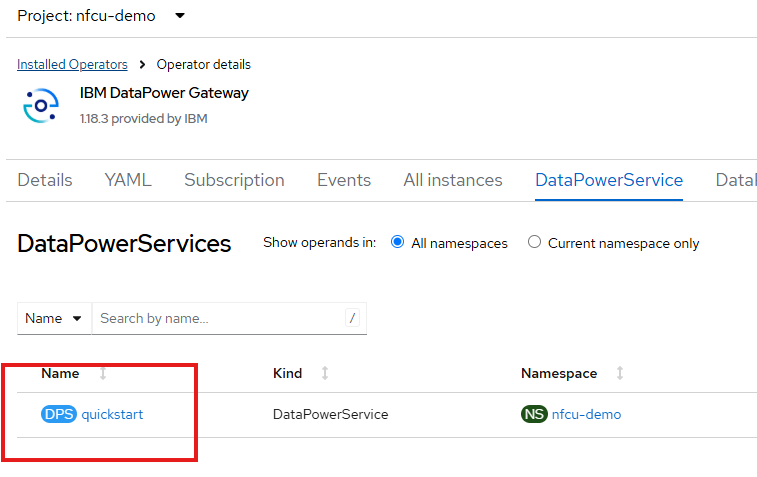 Project: nfcu-demo
Installed Operators > Operator details
IBM DataPower Gateway
1.18.3 provided by IBM
Details YAML Subscription Events All instances DataPowerService Datal
DataPowerServices Show operands in: All namespaces Current namespace only
Name Search by name... /
Name Kind Namespace
DPS quickstart DataPowerService NS nfcu-demo